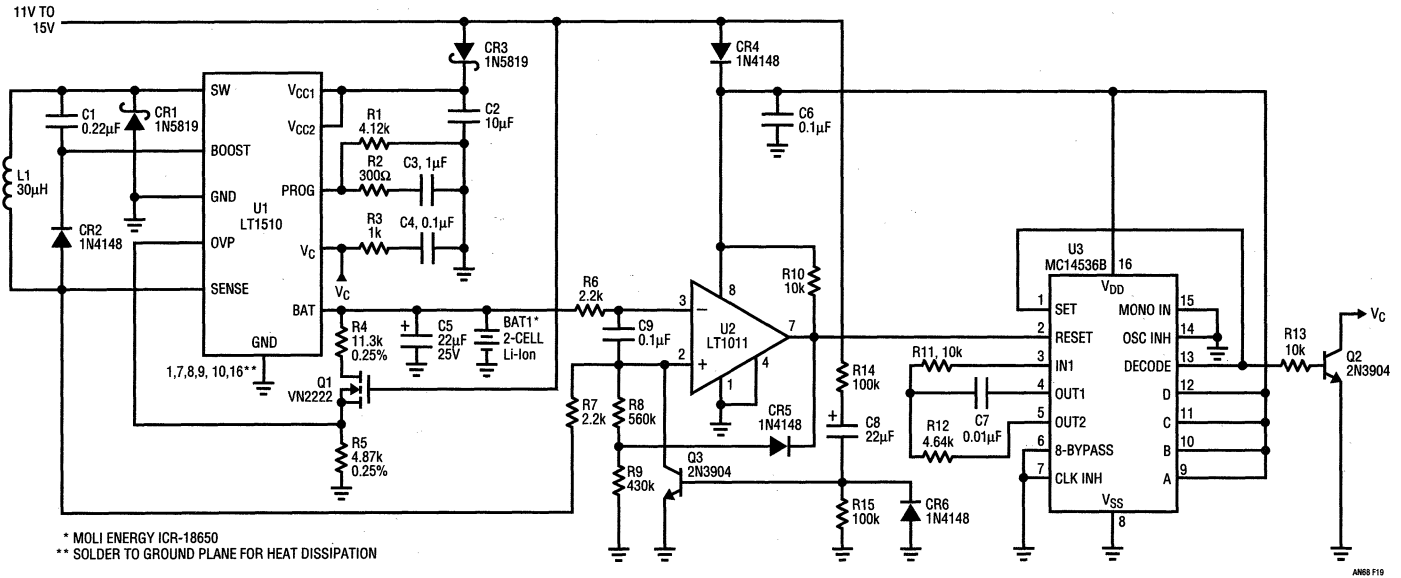 11V TO
15V
CR3
1N5819
CR4
1N4148
C1
0.22µF
CR1
1N5819
SW
BOOST
GND
OVP
SENSE
U1
LT1510
VCC1
VCC2
PROG
VC
BAT
GND
1,7,8,9, 10,16**
L1
30µH
CR2
1N4148
R1
4.12k
R2
300Ω
C3, 1µF
R3
1k
C4, 0.1µF
VC
C2
10µF
C6
0.1µF
R4
11.3k
0.25%
Q1
VN2222
R5
4.87k
0.25%
+
C5
22µF
25V
BAT1*
2-CELL
Li-Ion
R6
2.2k
C9
0.1µF
R7
2.2k
R8
560k
R9
430k
3
−
2
+
8
U2
LT1011
7
1
4
R10
10k
CR5
1N4148
Q3
2N3904
R14
100k
+
C8
22µF
R15
100k
CR6
1N4148
R11, 10k
C7
0.01µF
R12
4.64k
U3
MC14536B
16
VDD
1 SET
2 RESET
3 IN1
4 OUT1
5 OUT2
6 8-BYPASS
7 CLK INH
MONO IN 15
OSC INH 14
DECODE 13
D 12
C 11
B 10
A 9
VSS
8
R13
10k
VC
Q2
2N3904
* MOLI ENERGY ICR-18650
** SOLDER TO GROUND PLANE FOR HEAT DISSIPATION
AN68 F19